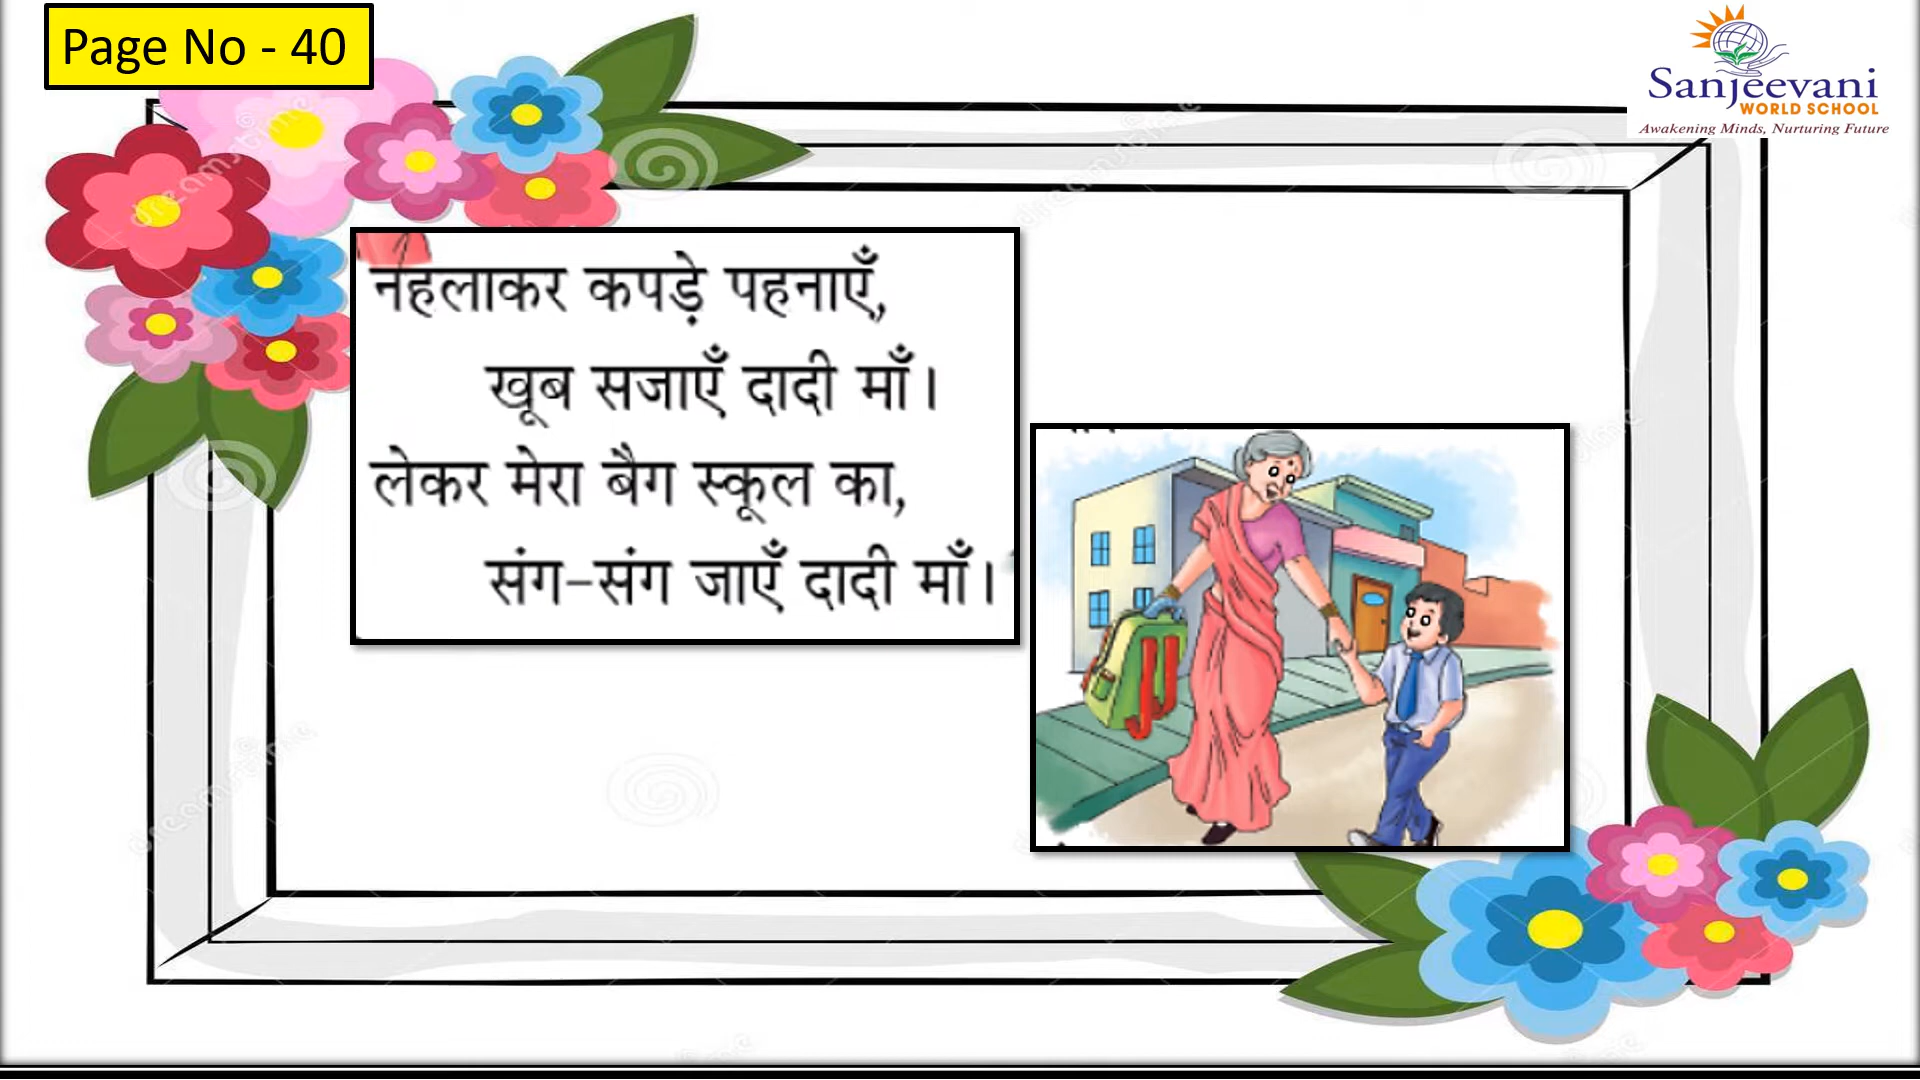 Page No - 40
Sanjeevani
WORLD SCHOOL
Awakening Minds, Nurturing Future
नहलाकर कपड़े पहनाएँ,
खूब सजाएँ दादी माँ।
लेकर मेरा बैग स्कूल का,
संग-संग जाएँ दादी माँ।